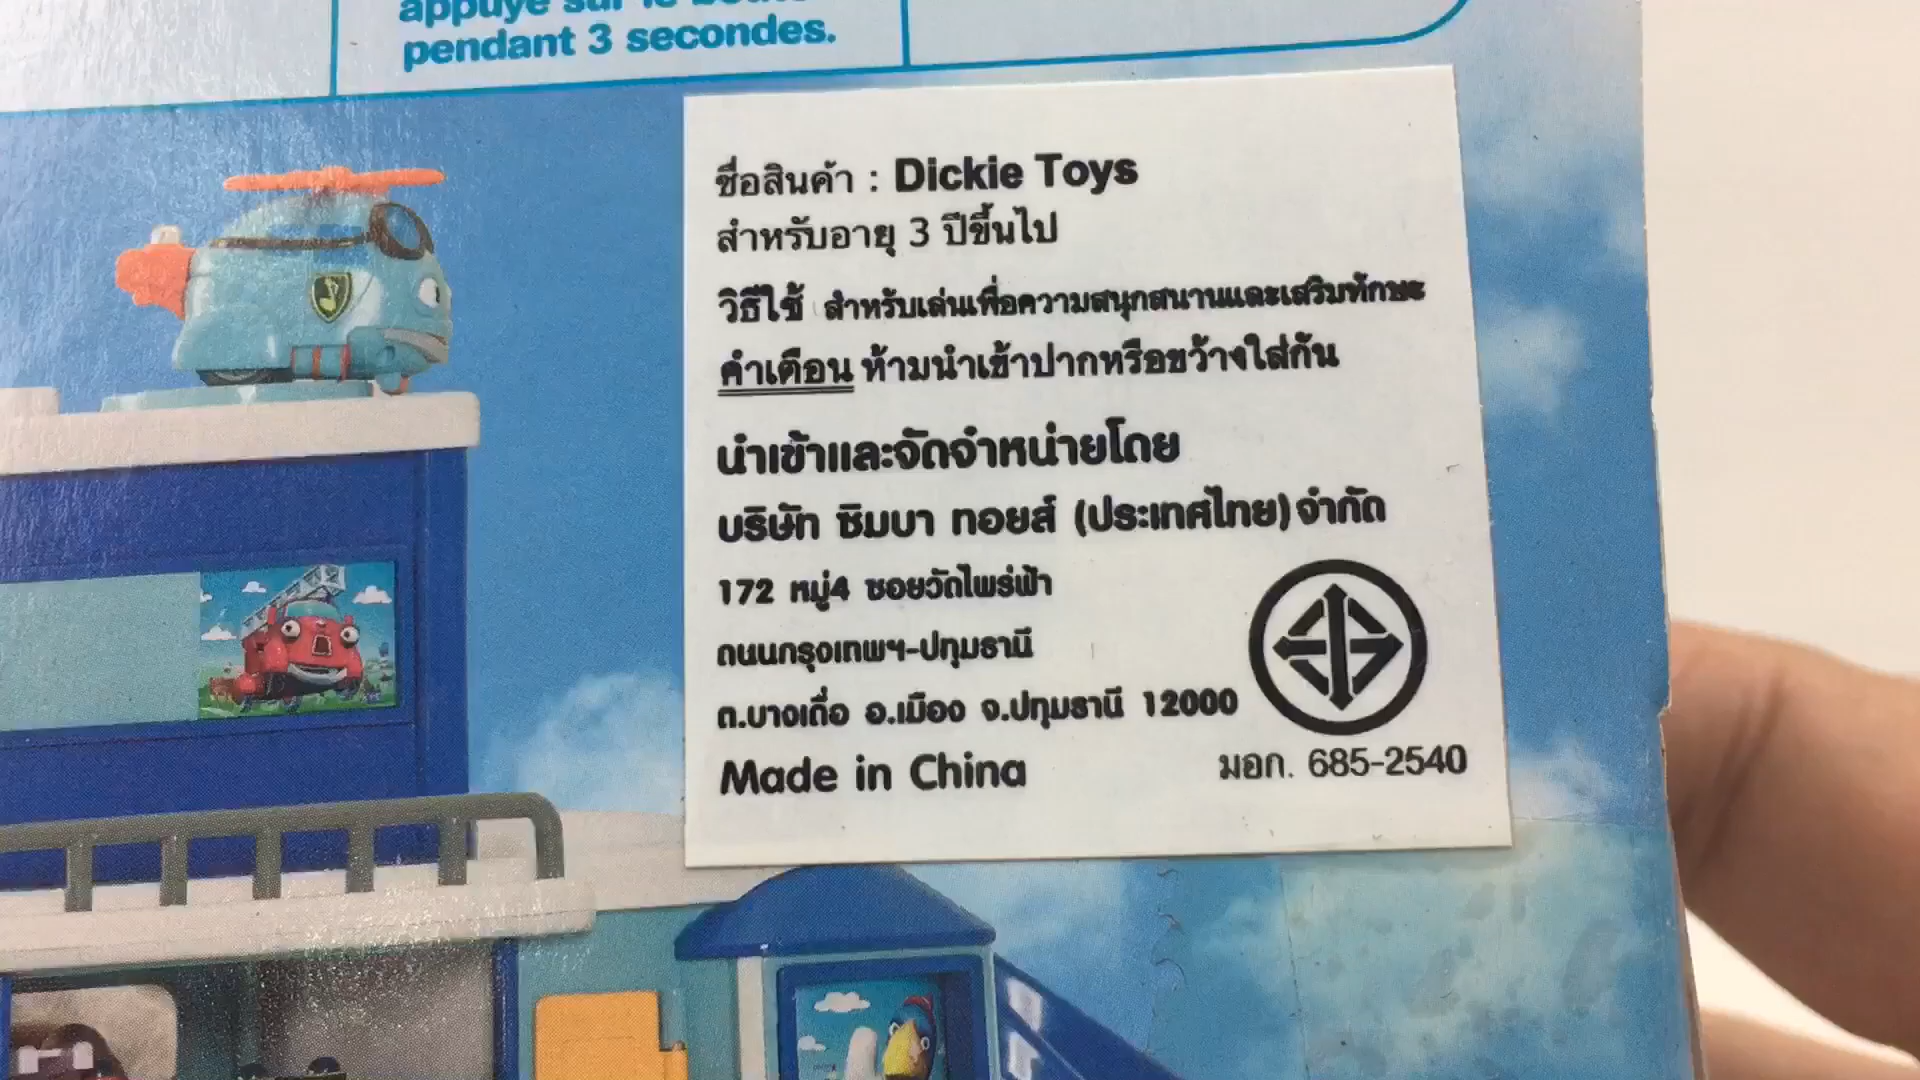 appuyé sur le
pendant 3 secondes.
ชื่อสินค้า : Dickie Toys
สำหรับอายุ 3 ปีขึ้นไป
วิธีใช้ สำหรับเล่นเพื่อความสนุกสนานและเสริมทักษะ
คำเตือน ห้ามนำเข้าปากหรือขว้างใส่กัน
นำเข้าและจัดจำหน่ายโดย
บริษัท ซิมบา ทอยส์ (ประเทศไทย) จำกัด
172 หมู่4 ซอยวัดไพร่ฟ้า
ถนนกรุงเทพฯ-ปทุมธานี
ต.บางเดื่อ อ.เมือง จ.ปทุมธานี 12000
Made in China
มอก. 685-2540